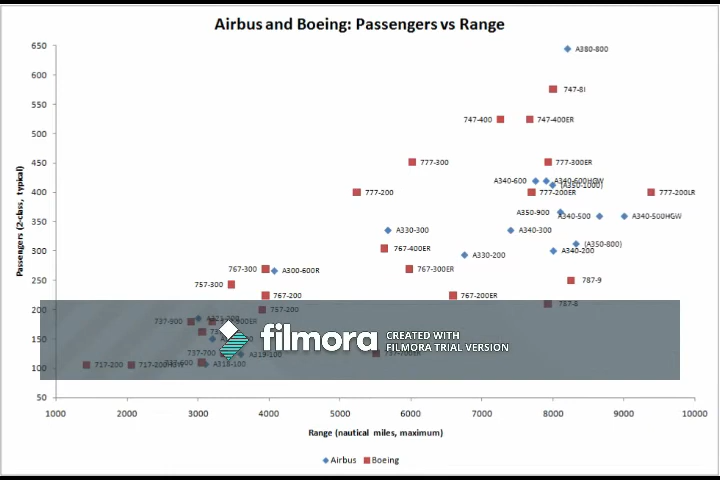 Airbus and Boeing: Passengers vs Range
Passengers (2-class, typical)
650
600
550
500
450
400
350
300
250
200
150
100
50
A380-800
747-8I
747-400
747-400ER
777-300
777-300ER
A340-600
A340-600HGW
(A350-1000)
777-200
777-200ER
777-200LR
A350-900
A340-500
A340-500HGW
A330-300
A340-300
767-400ER
(A350-800)
A330-200
A340-200
767-300
A300-600R
767-300ER
757-300
787-9
767-200
767-200ER
787-8
757-200
737-900
filmora
CREATED WITH
FILMORA TRIAL VERSION
737-700
A319-100
717-200
717-200HGW
737-600
A318-100
1000 2000 3000 4000 5000 6000 7000 8000 9000 10000
Range (nautical miles, maximum)
Airbus Boeing